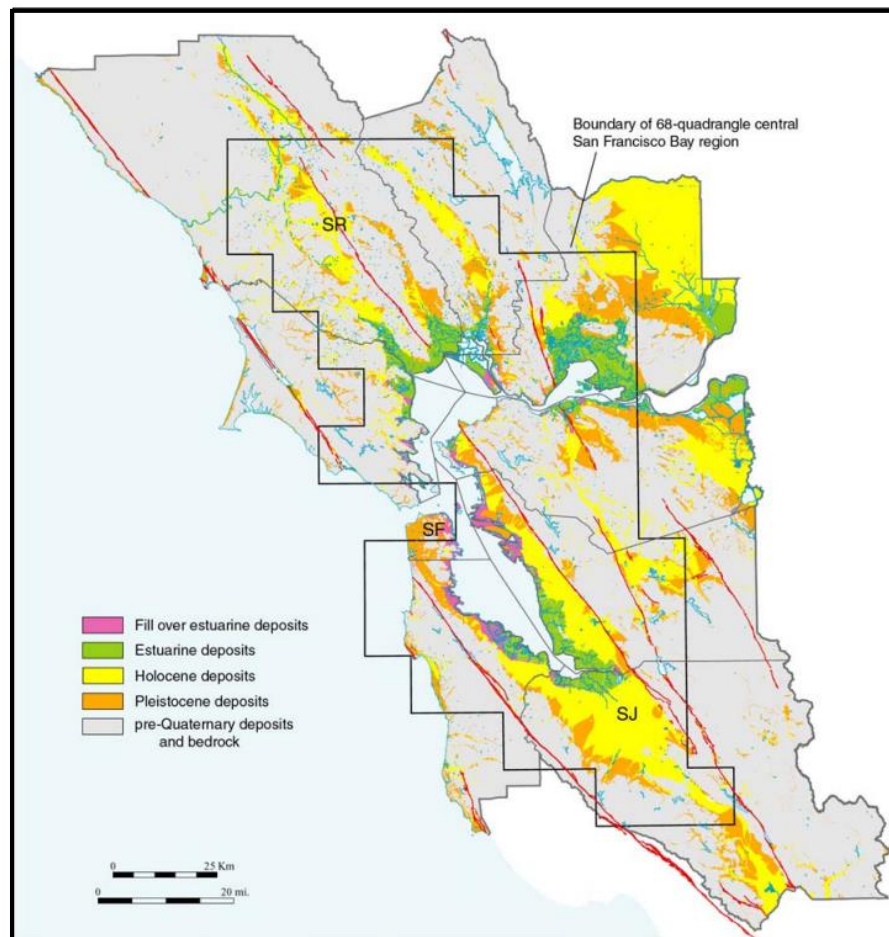 Boundary of 68-quadrangle central
San Francisco Bay region
SR
SF
Fill over estuarine deposits
Estuarine deposits
Holocene deposits
Pleistocene deposits
pre-Quaternary deposits
and bedrock
SJ
0 25 Km
0 20 mi.